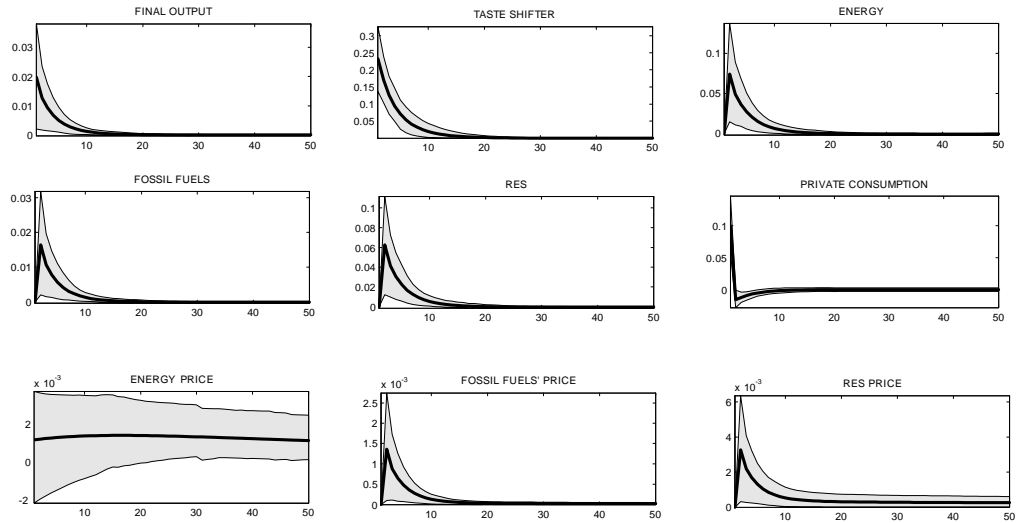 FINAL OUTPUT
0.03
0.02
0.01
0
10 20 30 40 50
TASTE SHIFTER
0.3
0.25
0.2
0.15
0.1
0.05
10 20 30 40 50
ENERGY
0.1
0.05
0
10 20 30 40 50
FOSSIL FUELS
0.03
0.02
0.01
0
10 20 30 40 50
RES
0.1
0.08
0.06
0.04
0.02
0
10 20 30 40 50
PRIVATE CONSUMPTION
0.1
0.05
0
10 20 30 40 50
ENERGY PRICE
x 10-3
2
0
-2
10 20 30 40 50
FOSSIL FUELS' PRICE
x 10-3
2.5
2
1.5
1
0.5
0
10 20 30 40 50
RES PRICE
x 10-3
6
4
2
0
10 20 30 40 50